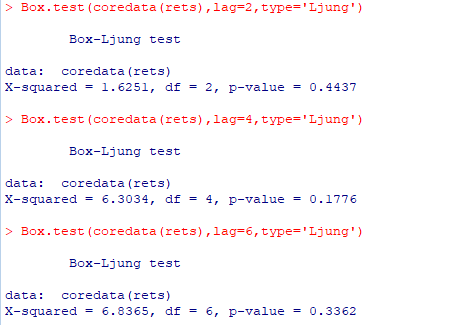 > Box.test(coredata(rets),lag=2,type='Ljung')
Box-Ljung test
data:  coredata(rets)
X-squared = 1.6251, df = 2, p-value = 0.4437
> Box.test(coredata(rets),lag=4,type='Ljung')
Box-Ljung test
data:  coredata(rets)
X-squared = 6.3034, df = 4, p-value = 0.1776
> Box.test(coredata(rets),lag=6,type='Ljung')
Box-Ljung test
data:  coredata(rets)
X-squared = 6.8365, df = 6, p-value = 0.3362